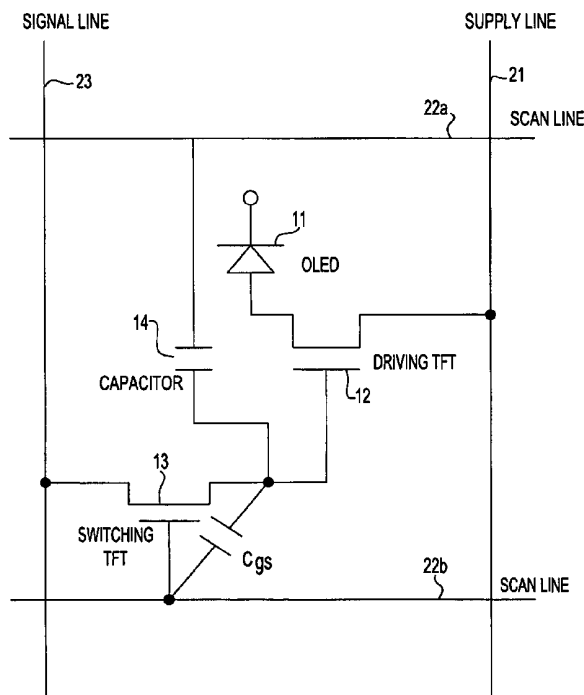 SIGNAL LINE
SUPPLY LINE
23
21
22a
SCAN LINE
11
OLED
14
CAPACITOR
DRIVING TFT
12
13
SWITCHING
TFT
Cgs
22b
SCAN LINE